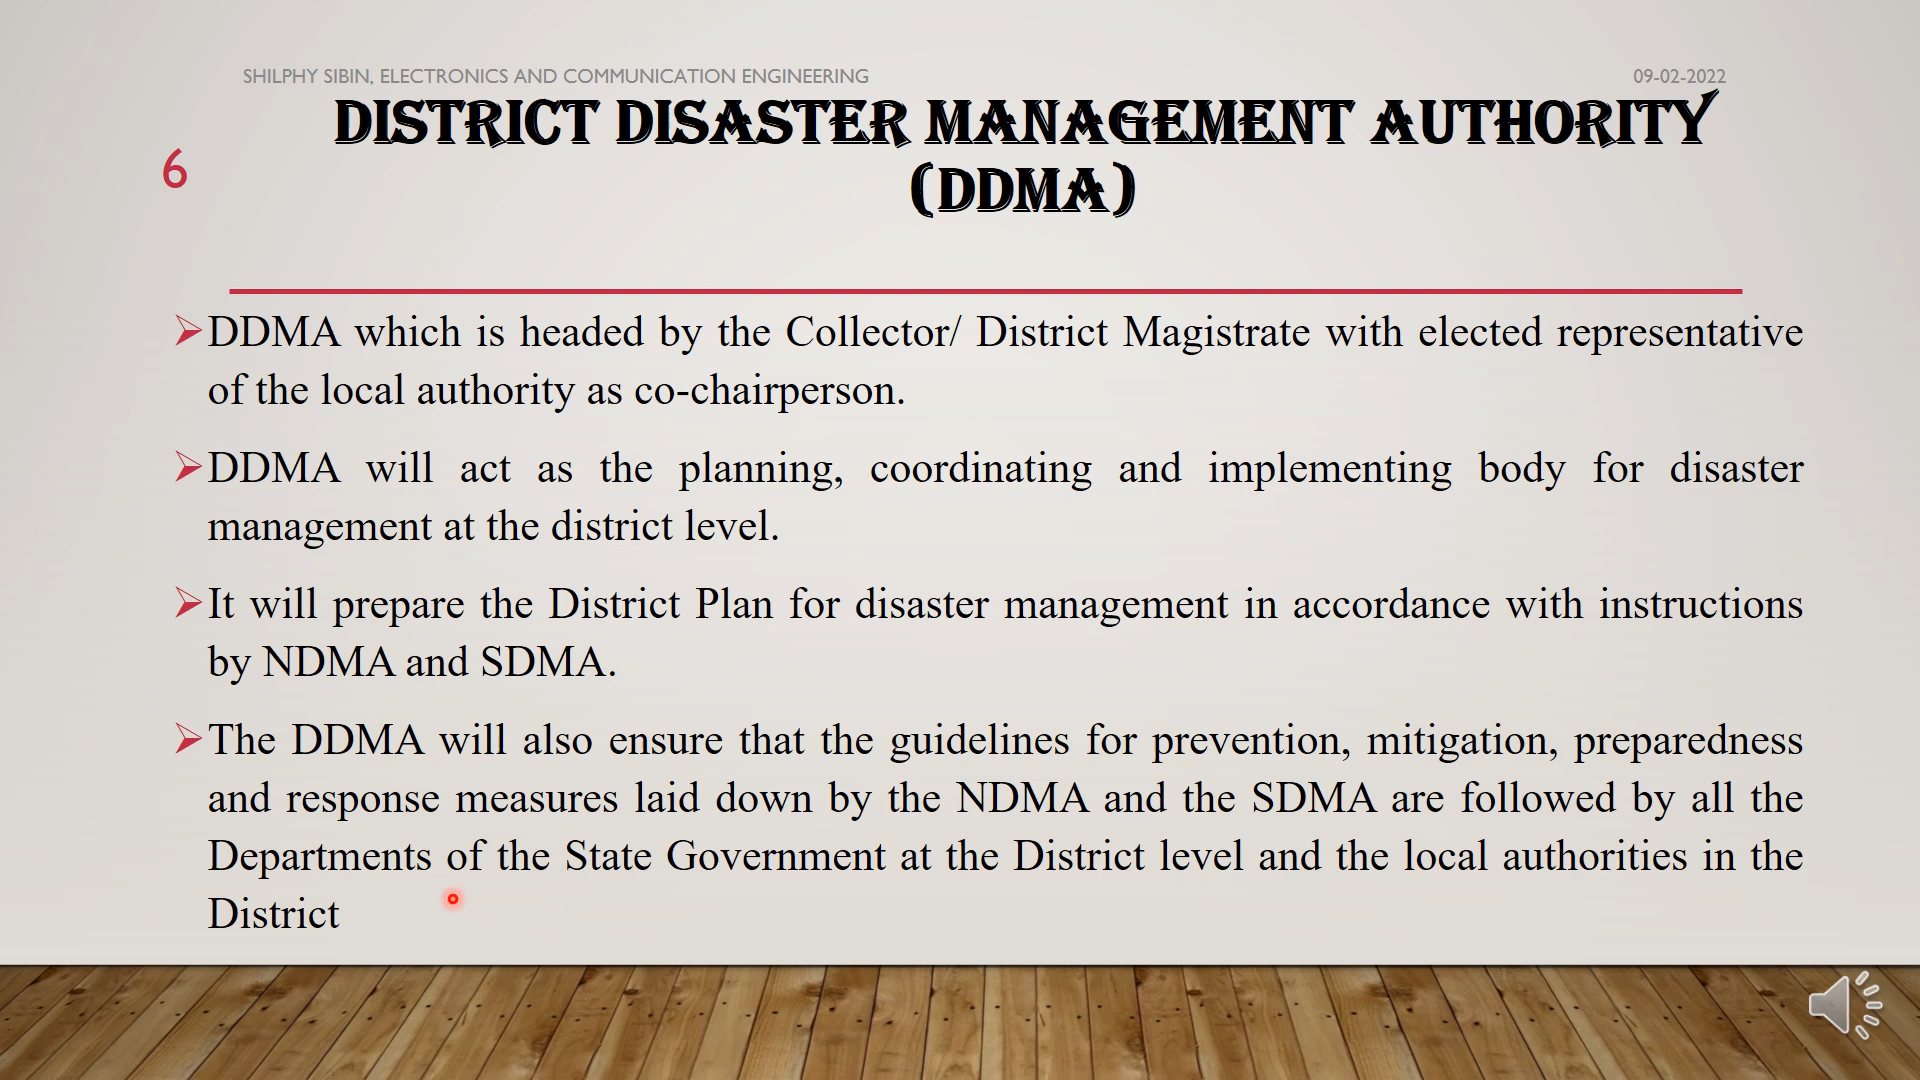 SHILPHY SIBIN, ELECTRONICS AND COMMUNICATION ENGINEERING
09-02-2022
DISTRICT DISASTER MANAGEMENT AUTHORITY
(DDMA)
6
DDMA which is headed by the Collector/ District Magistrate with elected representative
of the local authority as co-chairperson.
DDMA will act as the planning, coordinating and implementing body for disaster
management at the district level.
It will prepare the District Plan for disaster management in accordance with instructions
by NDMA and SDMA.
The DDMA will also ensure that the guidelines for prevention, mitigation, preparedness
and response measures laid down by the NDMA and the SDMA are followed by all the
Departments of the State Government at the District level and the local authorities in the
District